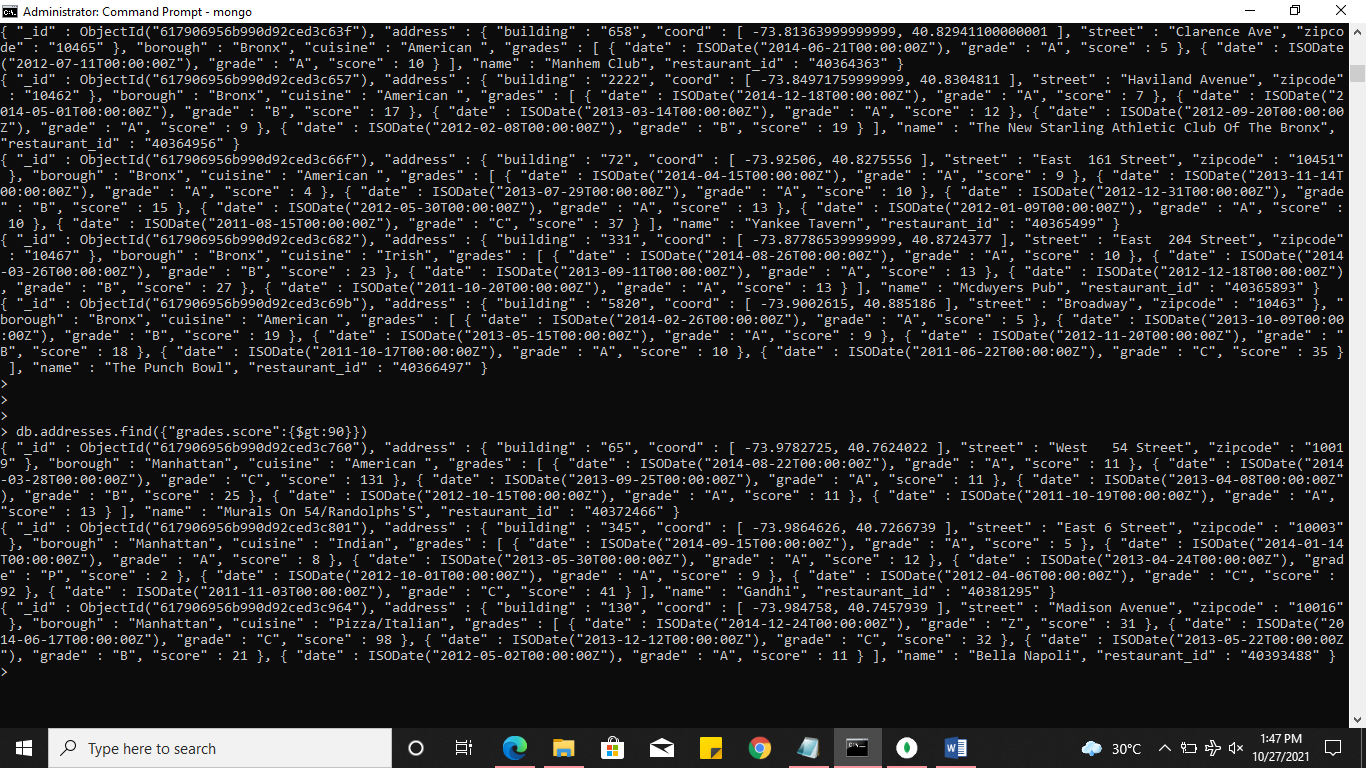 Administrator: Command Prompt - mongo
{ "_id" : ObjectId("617906956b990d92ced3c63f"), "address" : { "building" : "658", "coord" : [ -73.81363999999999, 40.82941100000001 ], "street" : "Clarence Ave", "zipco
de" : "10465" }, "borough" : "Bronx", "cuisine" : "American ", "grades" : [ { "date" : ISODate("2014-06-21T00:00:00Z"), "grade" : "A", "score" : 5 }, { "date" : ISODate
("2012-07-11T00:00:00Z"), "grade" : "A", "score" : 10 } ], "name" : "Manhem Club", "restaurant_id" : "40364363" }
{ "_id" : ObjectId("617906956b990d92ced3c657"), "address" : { "building" : "2222", "coord" : [ -73.84971759999999, 40.8304811 ], "street" : "Haviland Avenue", "zipcode"
 : "10462" }, "borough" : "Bronx", "cuisine" : "American ", "grades" : [ { "date" : ISODate("2014-12-18T00:00:00Z"), "grade" : "A", "score" : 7 }, { "date" : ISODate("2
014-05-01T00:00:00Z"), "grade" : "B", "score" : 17 }, { "date" : ISODate("2013-03-14T00:00:00Z"), "grade" : "A", "score" : 12 }, { "date" : ISODate("2012-09-20T00:00:00
Z"), "grade" : "A", "score" : 9 }, { "date" : ISODate("2012-02-08T00:00:00Z"), "grade" : "B", "score" : 19 } ], "name" : "The New Starling Athletic Club Of The Bronx",
"restaurant_id" : "40364956" }
{ "_id" : ObjectId("617906956b990d92ced3c66f"), "address" : { "building" : "72", "coord" : [ -73.92506, 40.8275556 ], "street" : "East  161 Street", "zipcode" : "10451"
 }, "borough" : "Bronx", "cuisine" : "American ", "grades" : [ { "date" : ISODate("2014-04-15T00:00:00Z"), "grade" : "A", "score" : 9 }, { "date" : ISODate("2013-11-14T
00:00:00Z"), "grade" : "A", "score" : 4 }, { "date" : ISODate("2013-07-29T00:00:00Z"), "grade" : "A", "score" : 10 }, { "date" : ISODate("2012-12-31T00:00:00Z"), "grade
" : "B", "score" : 15 }, { "date" : ISODate("2012-05-30T00:00:00Z"), "grade" : "A", "score" : 13 }, { "date" : ISODate("2012-01-09T00:00:00Z"), "grade" : "A", "score" :
 10 }, { "date" : ISODate("2011-08-15T00:00:00Z"), "grade" : "C", "score" : 37 } ], "name" : "Yankee Tavern", "restaurant_id" : "40365499" }
{ "_id" : ObjectId("617906956b990d92ced3c682"), "address" : { "building" : "331", "coord" : [ -73.87786539999999, 40.8724377 ], "street" : "East  204 Street", "zipcode"
 : "10467" }, "borough" : "Bronx", "cuisine" : "Irish", "grades" : [ { "date" : ISODate("2014-08-26T00:00:00Z"), "grade" : "A", "score" : 10 }, { "date" : ISODate("2014
-03-26T00:00:00Z"), "grade" : "B", "score" : 23 }, { "date" : ISODate("2013-09-11T00:00:00Z"), "grade" : "A", "score" : 13 }, { "date" : ISODate("2012-12-18T00:00:00Z")
, "grade" : "B", "score" : 27 }, { "date" : ISODate("2011-10-20T00:00:00Z"), "grade" : "A", "score" : 13 } ], "name" : "Mcdwyers Pub", "restaurant_id" : "40365893" }
{ "_id" : ObjectId("617906956b990d92ced3c69b"), "address" : { "building" : "5820", "coord" : [ -73.9002615, 40.885186 ], "street" : "Broadway", "zipcode" : "10463" }, "
borough" : "Bronx", "cuisine" : "American ", "grades" : [ { "date" : ISODate("2014-02-26T00:00:00Z"), "grade" : "A", "score" : 5 }, { "date" : ISODate("2013-10-09T00:00
:00Z"), "grade" : "B", "score" : 19 }, { "date" : ISODate("2013-05-15T00:00:00Z"), "grade" : "A", "score" : 9 }, { "date" : ISODate("2012-11-20T00:00:00Z"), "grade" : "
B", "score" : 18 }, { "date" : ISODate("2011-10-17T00:00:00Z"), "grade" : "A", "score" : 10 }, { "date" : ISODate("2011-06-22T00:00:00Z"), "grade" : "C", "score" : 35 }
 ], "name" : "The Punch Bowl", "restaurant_id" : "40366497" }
>
>
>
> db.addresses.find({"grades.score":{$gt:90}})
{ "_id" : ObjectId("617906956b990d92ced3c760"), "address" : { "building" : "65", "coord" : [ -73.9782725, 40.7624022 ], "street" : "West   54 Street", "zipcode" : "1001
9" }, "borough" : "Manhattan", "cuisine" : "American ", "grades" : [ { "date" : ISODate("2014-08-22T00:00:00Z"), "grade" : "A", "score" : 11 }, { "date" : ISODate("2014
-03-28T00:00:00Z"), "grade" : "C", "score" : 131 }, { "date" : ISODate("2013-09-25T00:00:00Z"), "grade" : "A", "score" : 11 }, { "date" : ISODate("2013-04-08T00:00:00Z"
), "grade" : "B", "score" : 25 }, { "date" : ISODate("2012-10-15T00:00:00Z"), "grade" : "A", "score" : 11 }, { "date" : ISODate("2011-10-19T00:00:00Z"), "grade" : "A",
"score" : 13 } ], "name" : "Murals On 54/Randolphs'S", "restaurant_id" : "40372466" }
{ "_id" : ObjectId("617906956b990d92ced3c801"), "address" : { "building" : "345", "coord" : [ -73.9864626, 40.7266739 ], "street" : "East 6 Street", "zipcode" : "10003"
 }, "borough" : "Manhattan", "cuisine" : "Indian", "grades" : [ { "date" : ISODate("2014-09-15T00:00:00Z"), "grade" : "A", "score" : 5 }, { "date" : ISODate("2014-01-14
T00:00:00Z"), "grade" : "A", "score" : 8 }, { "date" : ISODate("2013-05-30T00:00:00Z"), "grade" : "A", "score" : 12 }, { "date" : ISODate("2013-04-24T00:00:00Z"), "grad
e" : "P", "score" : 2 }, { "date" : ISODate("2012-10-01T00:00:00Z"), "grade" : "A", "score" : 9 }, { "date" : ISODate("2012-04-06T00:00:00Z"), "grade" : "C", "score" :
92 }, { "date" : ISODate("2011-11-03T00:00:00Z"), "grade" : "C", "score" : 41 } ], "name" : "Gandhi", "restaurant_id" : "40381295" }
{ "_id" : ObjectId("617906956b990d92ced3c964"), "address" : { "building" : "130", "coord" : [ -73.984758, 40.7457939 ], "street" : "Madison Avenue", "zipcode" : "10016"
 }, "borough" : "Manhattan", "cuisine" : "Pizza/Italian", "grades" : [ { "date" : ISODate("2014-12-24T00:00:00Z"), "grade" : "Z", "score" : 31 }, { "date" : ISODate("20
14-06-17T00:00:00Z"), "grade" : "C", "score" : 98 }, { "date" : ISODate("2013-12-12T00:00:00Z"), "grade" : "C", "score" : 32 }, { "date" : ISODate("2013-05-22T00:00:00Z
"), "grade" : "B", "score" : 21 }, { "date" : ISODate("2012-05-02T00:00:00Z"), "grade" : "A", "score" : 11 } ], "name" : "Bella Napoli", "restaurant_id" : "40393488" }
>
Type here to search
30°C
1:47 PM
10/27/2021